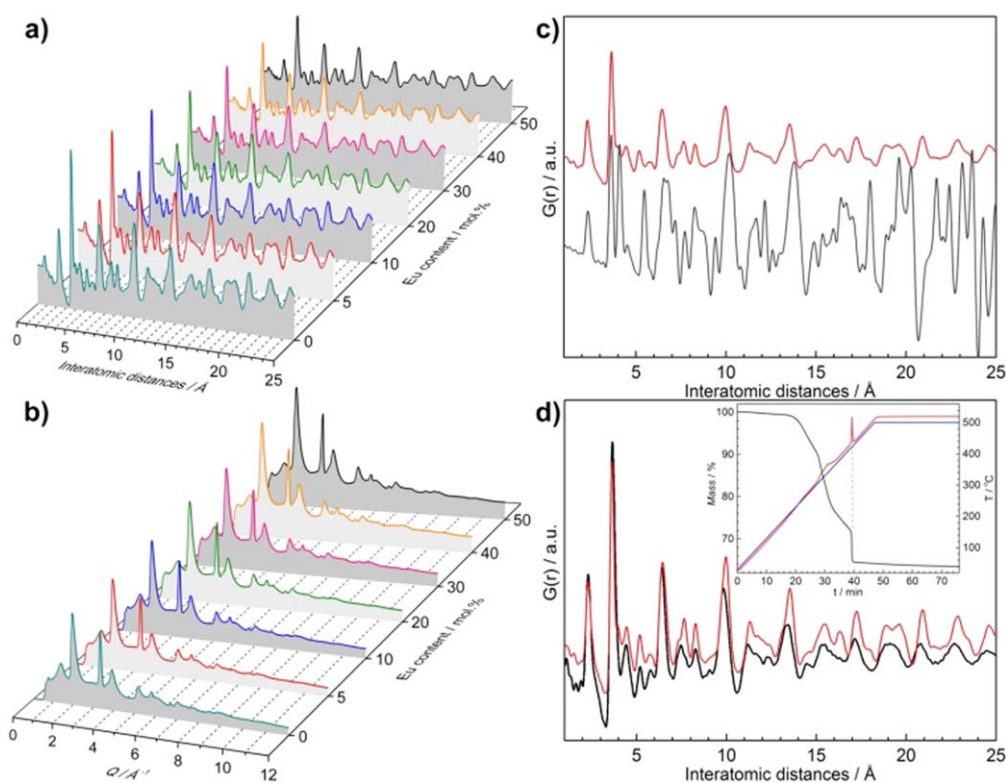 a)
50
40
30
20
10
5
0
Eu content / mol.%
0
5
10
15
20
25
Interatomic distances / Å
b)
50
40
30
20
10
5
0
Eu content / mol.%
0
2
4
6
8
10
12
Q / Å⁻¹
c)
G(r) / a.u.
5
10
15
20
25
Interatomic distances / Å
d)
G(r) / a.u.
100
90
80
70
Mass / %
500
400
300
200
100
T / °C
0 10 20 30 40 50 60 70
t / min
5
10
15
20
25
Interatomic distances / Å